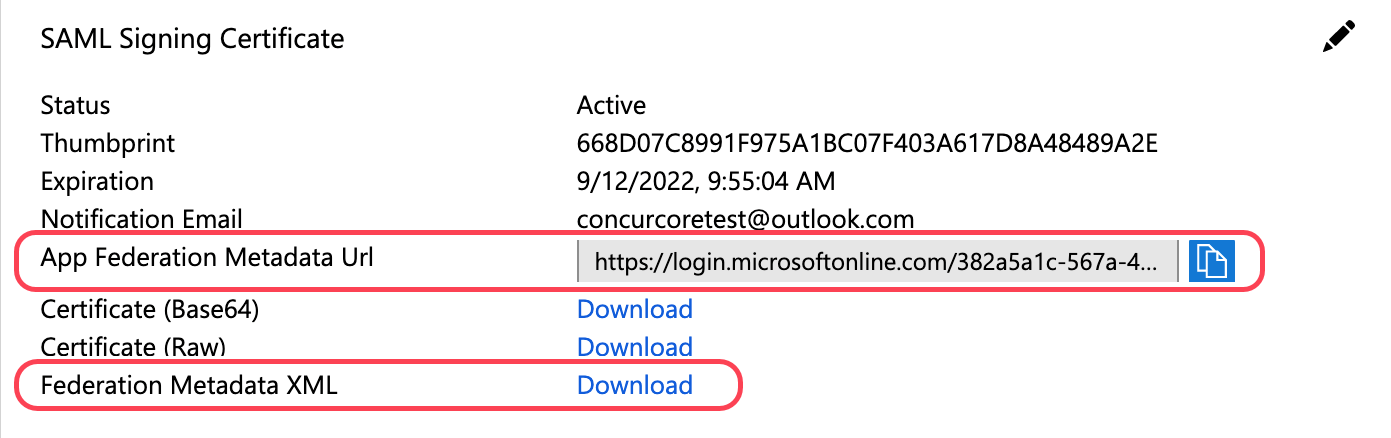 SAML Signing Certificate
Status Active
Thumbprint 668D07C8991F975A1BC07F403A617D8A48489A2E
Expiration 9/12/2022, 9:55:04 AM
Notification Email concurcoretest@outlook.com
App Federation Metadata Url https://login.microsoftonline.com/382a5a1c-567a-4...
Certificate (Base64) Download
Certificate (Raw) Download
Federation Metadata XML Download